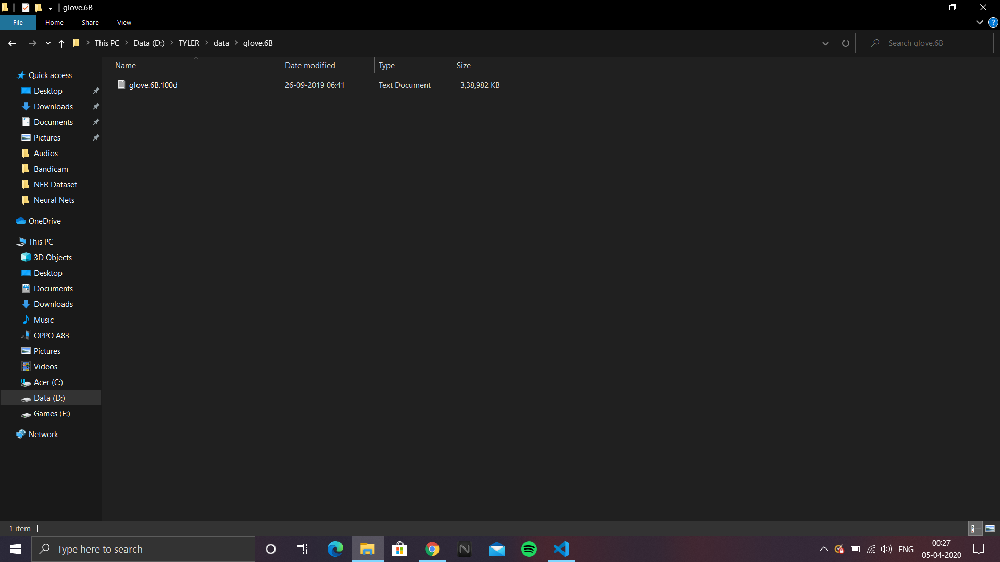 glove.6B
File Home Share View
This PC Data (D:) TYLER data glove.6B
Search glove.6B
Name Date modified Type Size
glove.6B.100d 26-09-2019 06:41 Text Document 3,38,982 KB
Quick access
Desktop
Downloads
Documents
Pictures
Audios
Bandicam
NER Dataset
Neural Nets
OneDrive
This PC
3D Objects
Desktop
Documents
Downloads
Music
OPPO A83
Pictures
Videos
Acer (C:)
Data (D:)
Games (E:)
Network
1 item
Type here to search
N
ENG
00:27
05-04-2020